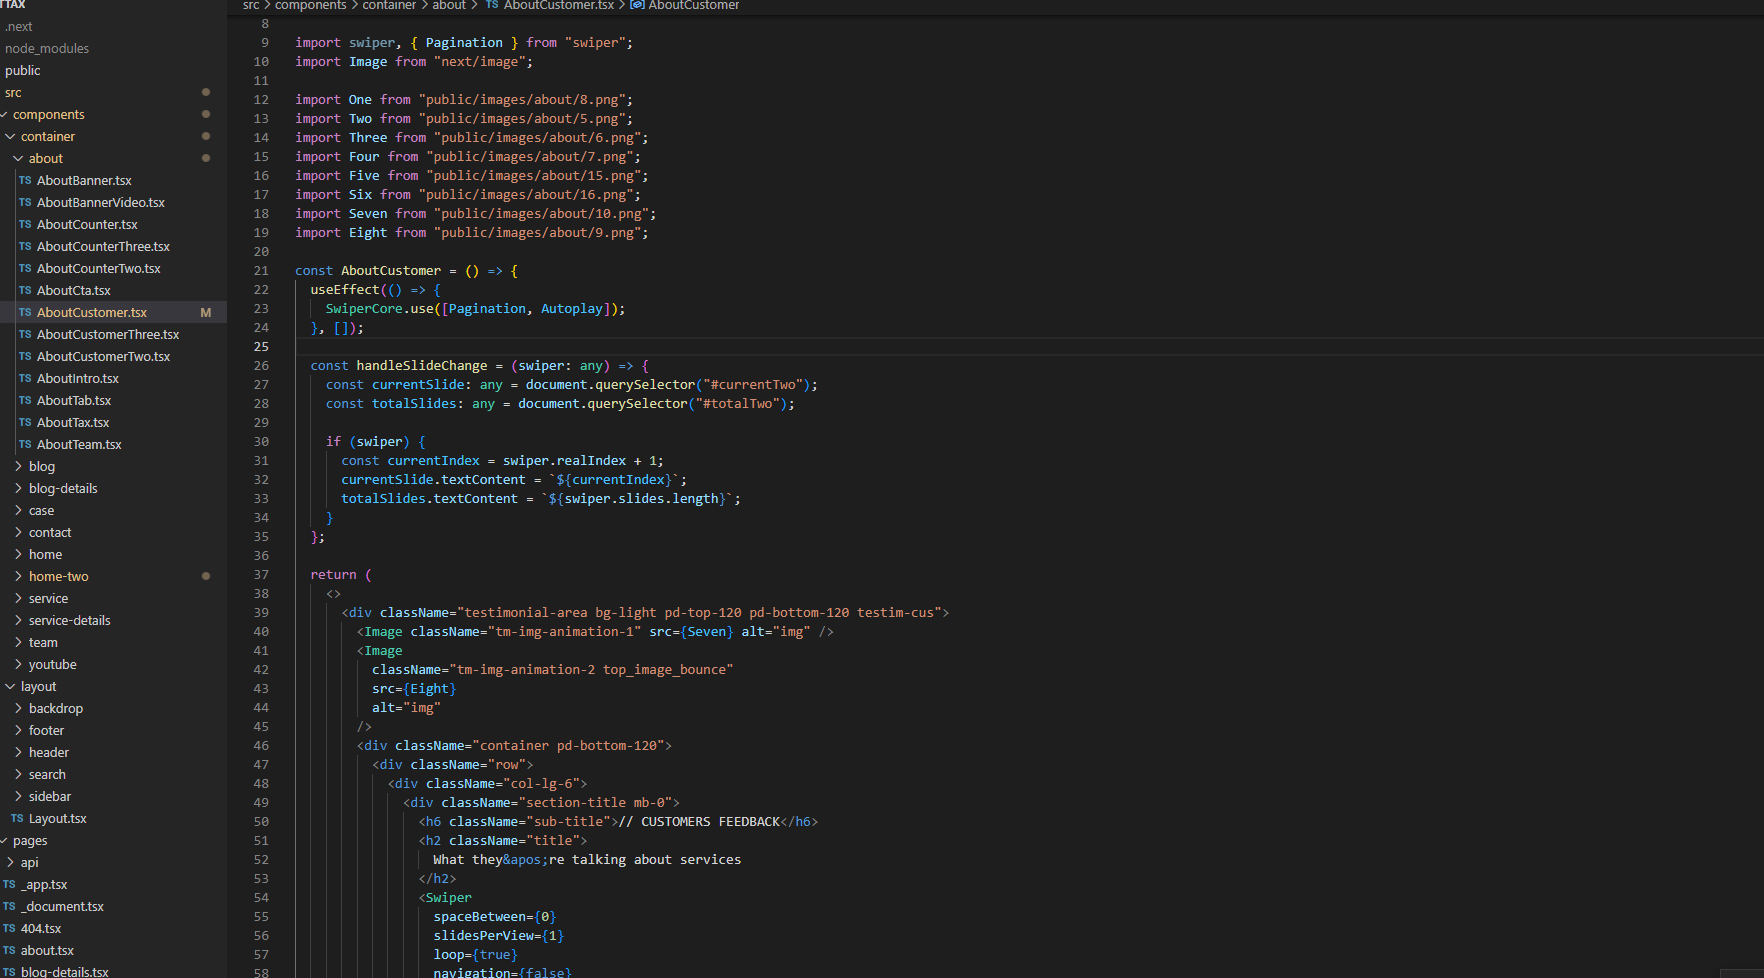 TTAX
.next
node_modules
public
src
components
container
about
TS AboutBanner.tsx
TS AboutBannerVideo.tsx
TS AboutCounter.tsx
TS AboutCounterThree.tsx
TS AboutCounterTwo.tsx
TS AboutCta.tsx
TS AboutCustomer.tsx M
TS AboutCustomerThree.tsx
TS AboutCustomerTwo.tsx
TS AboutIntro.tsx
TS AboutTab.tsx
TS AboutTax.tsx
TS AboutTeam.tsx
blog
blog-details
case
contact
home
home-two
service
service-details
team
youtube
layout
backdrop
footer
header
search
sidebar
TS Layout.tsx
pages
api
TS _app.tsx
TS _document.tsx
TS 404.tsx
TS about.tsx
TS blog-details.tsx
src > components > container > about > TS AboutCustomer.tsx > AboutCustomer
8
9 import swiper, { Pagination } from "swiper";
10 import Image from "next/image";
11
12 import One from "public/images/about/8.png";
13 import Two from "public/images/about/5.png";
14 import Three from "public/images/about/6.png";
15 import Four from "public/images/about/7.png";
16 import Five from "public/images/about/15.png";
17 import Six from "public/images/about/16.png";
18 import Seven from "public/images/about/10.png";
19 import Eight from "public/images/about/9.png";
20
21 const AboutCustomer = () => {
22 useEffect(() => {
23 SwiperCore.use([Pagination, Autoplay]);
24 }, []);
25
26 const handleSlideChange = (swiper: any) => {
27 const currentSlide: any = document.querySelector("#currentTwo");
28 const totalSlides: any = document.querySelector("#totalTwo");
29
30 if (swiper) {
31 const currentIndex = swiper.realIndex + 1;
32 currentSlide.textContent = `${currentIndex}`;
33 totalSlides.textContent = `${swiper.slides.length}`;
34 }
35 };
36
37 return (
38 <>
39 <div className="testimonial-area bg-light pd-top-120 pd-bottom-120 testim-cus">
40 <Image className="tm-img-animation-1" src={Seven} alt="img" />
41 <Image
42 className="tm-img-animation-2 top_image_bounce"
43 src={Eight}
44 alt="img"
45 />
46 <div className="container pd-bottom-120">
47 <div className="row">
48 <div className="col-lg-6">
49 <div className="section-title mb-0">
50 <h6 className="sub-title">// CUSTOMERS FEEDBACK</h6>
51 <h2 className="title">
52 What they&apos;re talking about services
53 </h2>
54 <Swiper
55 spaceBetween={0}
56 slidesPerView={1}
57 loop={true}
58 navigation={false}